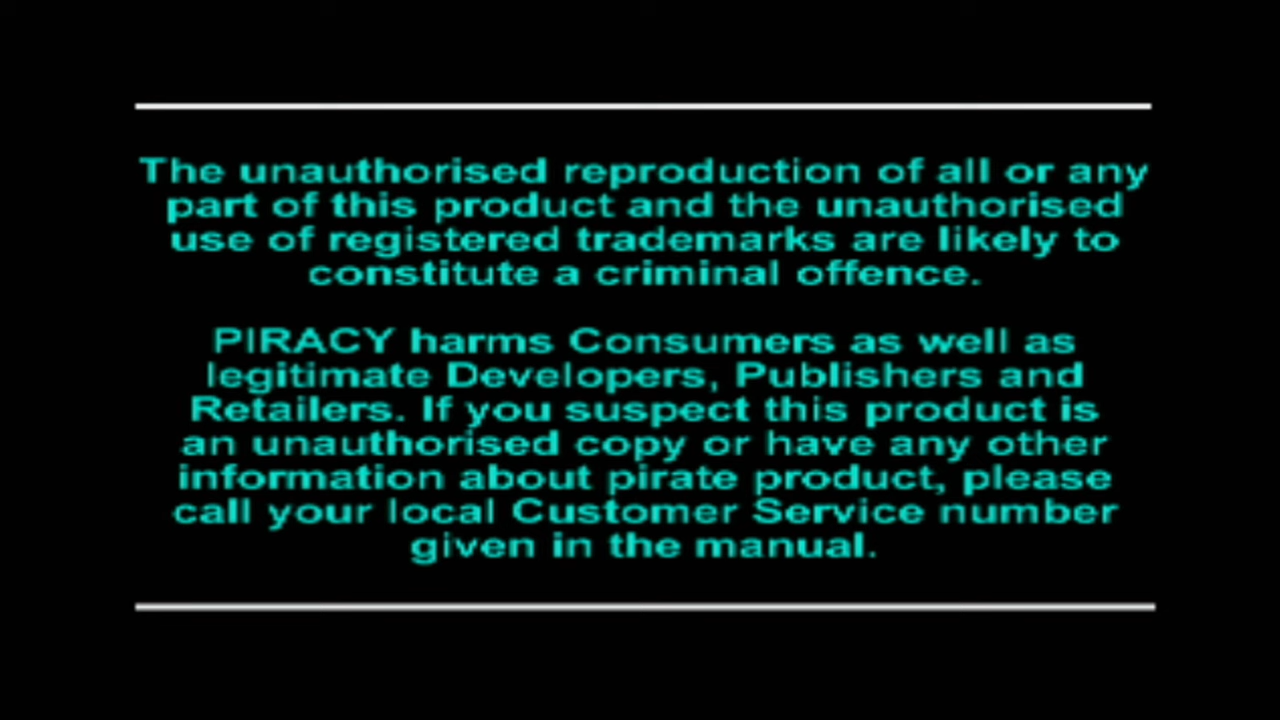 The unauthorised reproduction of all or any
part of this product and the unauthorised
use of registered trademarks are likely to
constitute a criminal offence.
PIRACY harms Consumers as well as
legitimate Developers, Publishers and
Retailers. If you suspect this product is
an unauthorised copy or have any other
information about pirate product, please
call your local Customer Service number
given in the manual.